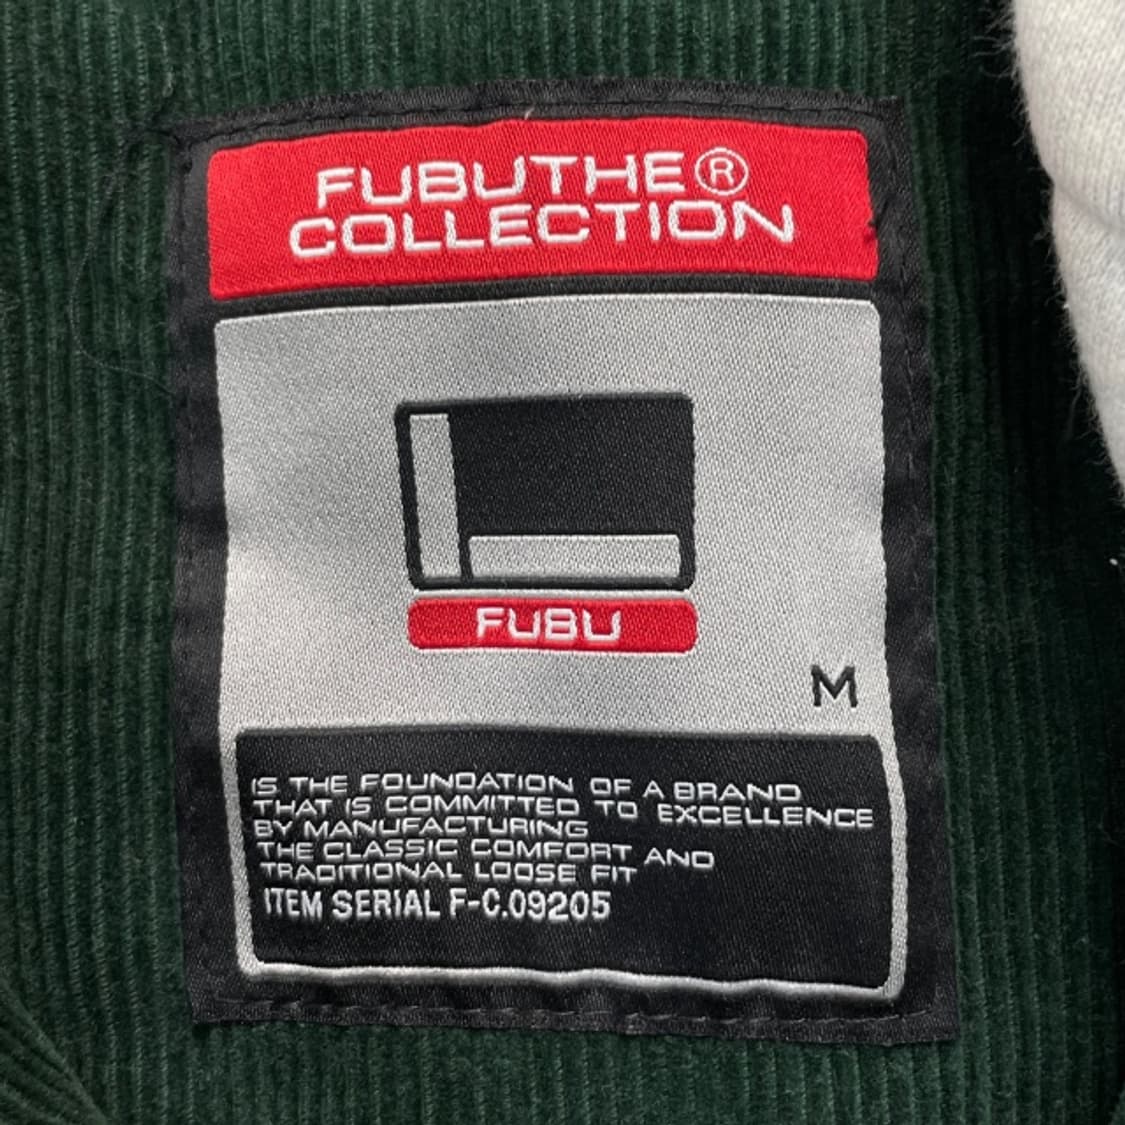 FUBUTHE®
COLLECTION
FUBU
M
IS THE FOUNDATION OF A BRAND
THAT IS COMMITTED TO EXCELLENCE
BY MANUFACTURING
THE CLASSIC COMFORT AND
TRADITIONAL LOOSE FIT
ITEM SERIAL F-C.09205